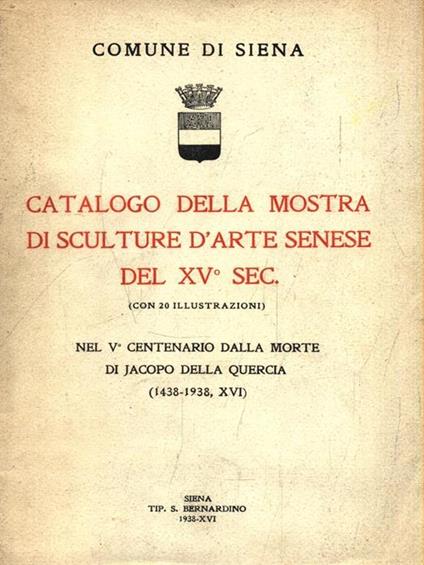 COMUNE DI SIENA
CATALOGO DELLA MOSTRA
DI SCULTURE D'ARTE SENESE
DEL XV° SEC.
(CON 20 ILLUSTRAZIONI)
NEL V° CENTENARIO DALLA MORTE
DI JACOPO DELLA QUERCIA
(1438-1938, XVI)
SIENA
TIP. S. BERNARDINO
1938-XVI